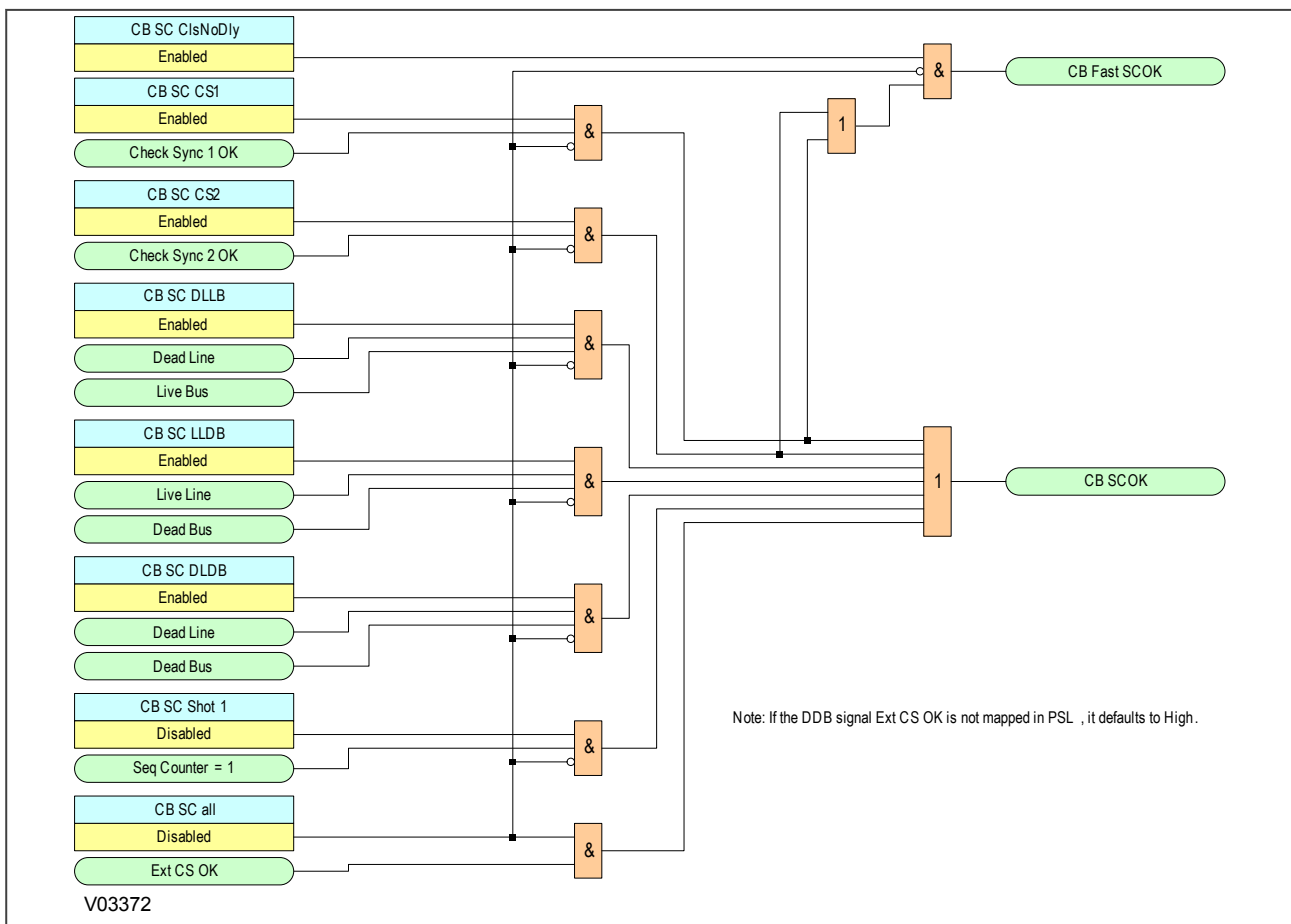 CB SC ClsNoDly
Enabled
CB SC CS1
Enabled
Check Sync 1 OK
CB SC CS2
Enabled
Check Sync 2 OK
CB SC DLLB
Enabled
Dead Line
Live Bus
CB SC LLDB
Enabled
Live Line
Dead Bus
CB SC DLDB
Enabled
Dead Line
Dead Bus
CB SC Shot 1
Disabled
Seq Counter = 1
CB SC all
Disabled
Ext CS OK
&
&
&
&
&
&
&
&
1
1
CB Fast SCOK
CB SCOK
Note: If the DDB signal Ext CS OK is not mapped in PSL , it defaults to High.
V03372